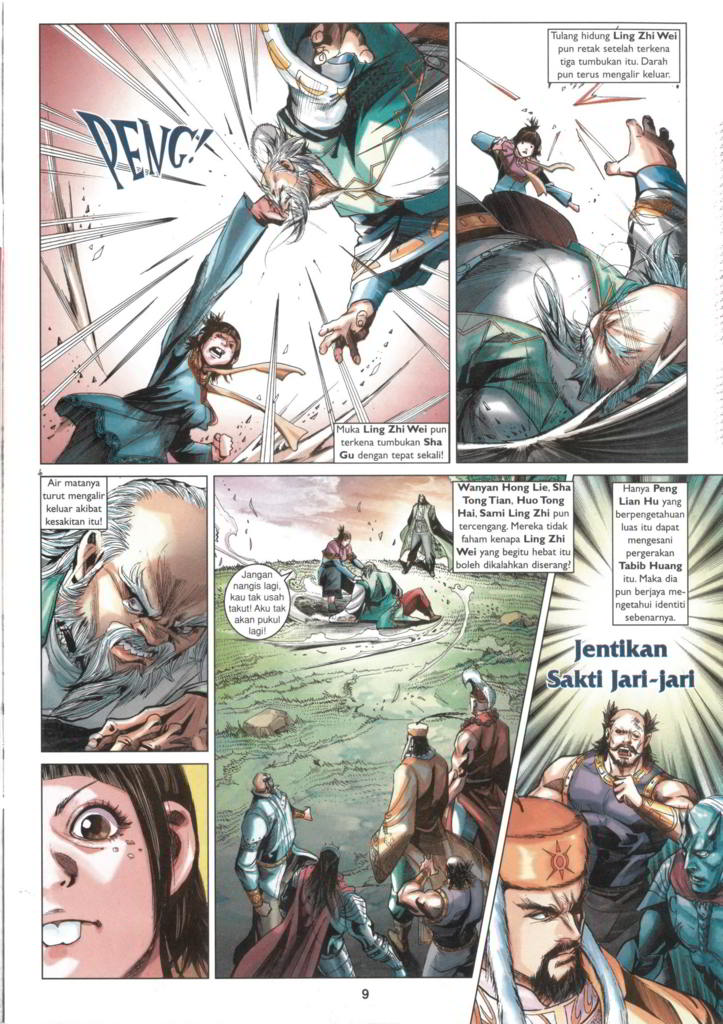 PENG!
Muka Ling Zhi Wei pun
terkena tumbukan Sha
Gu dengan tepat sekali!
Tulang hidung Ling Zhi Wei
pun retak setelah terkena
tiga tumbukan itu. Darah
pun terus mengalir keluar.
Air matanya
turut mengalir
keluar akibat
kesakitan itu!
Jangan
nangis lagi,
kau tak usah
takut! Aku tak
akan pukul
lagi!
Wanyan Hong Lie, Sha
Tong Tian, Huo Tong
Hai, Sami Ling Zhi pun
tercengang. Mereka tidak
faham kenapa Ling Zhi
Wei yang begitu hebat itu
boleh dikalahkan diserang?
Hanya Peng
Lian Hu yang
berpengetahuan
luas itu dapat
mengesani
pergerakan
Tabib Huang
itu. Maka dia
pun berjaya me-
ngetahui identiti
sebenarnya.
Jentikan
Sakti Jari-jari
9